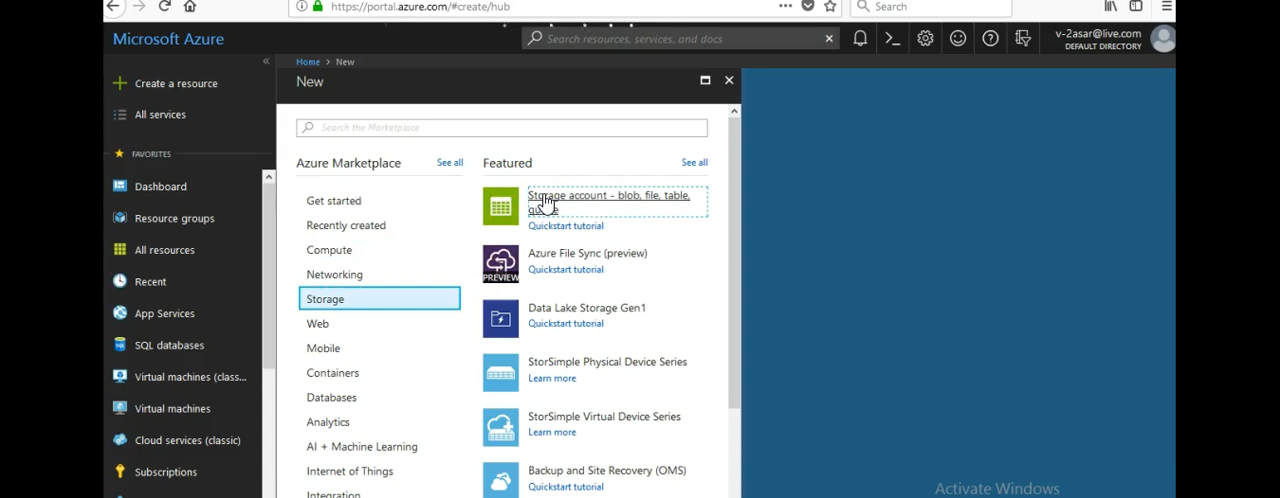 https://portal.azure.com/#create/hub
Search
Microsoft Azure
Search resources, services, and docs
v-2asar@live.com
DEFAULT DIRECTORY
Home > New
New
Create a resource
All services
FAVORITES
Dashboard
Resource groups
All resources
Recent
App Services
SQL databases
Virtual machines (class...
Virtual machines
Cloud services (classic)
Subscriptions
Search the Marketplace
Azure Marketplace
See all
Get started
Recently created
Compute
Networking
Storage
Web
Mobile
Containers
Databases
Analytics
AI + Machine Learning
Internet of Things
Integration
Featured
See all
Storage account - blob, file, table,
Quickstart tutorial
PREVIEW
Azure File Sync (preview)
Quickstart tutorial
Data Lake Storage Gen1
Quickstart tutorial
StorSimple Physical Device Series
Learn more
StorSimple Virtual Device Series
Learn more
Backup and Site Recovery (OMS)
Quickstart tutorial
Activate Windows